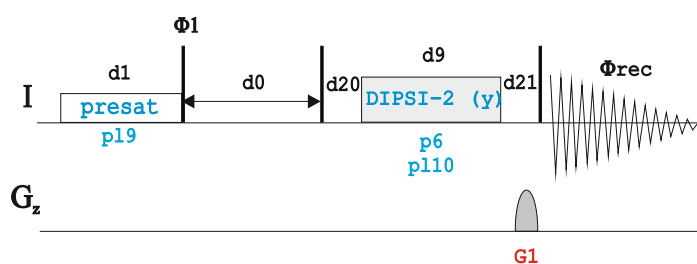 Φ1
d1
d0
d20
d9
d21
Φrec
I
presat
DIPSI-2 (y)
pl9
p6
pl10
Gz
G1